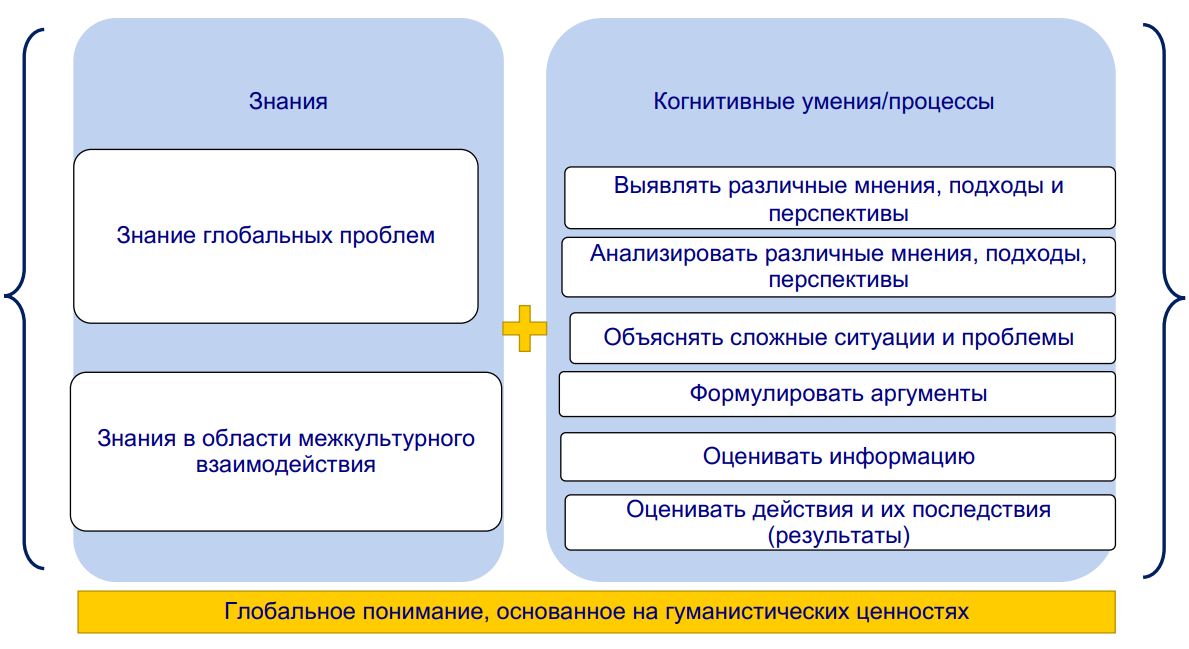 Знания
Знание глобальных проблем
Знания в области межкультурного
взаимодействия
Когнитивные умения/процессы
Выявлять различные мнения, подходы и
перспективы
Анализировать различные мнения, подходы,
перспективы
Объяснять сложные ситуации и проблемы
Формулировать аргументы
Оценивать информацию
Оценивать действия и их последствия
(результаты)
Глобальное понимание, основанное на гуманистических ценностях